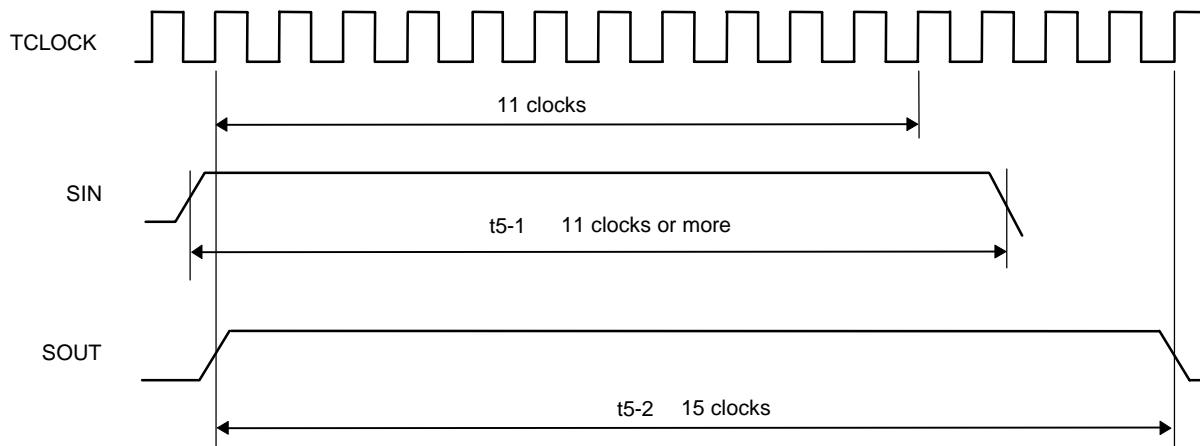 TCLOCK
11 clocks
SIN
t5-1 11 clocks or more
SOUT
t5-2 15 clocks